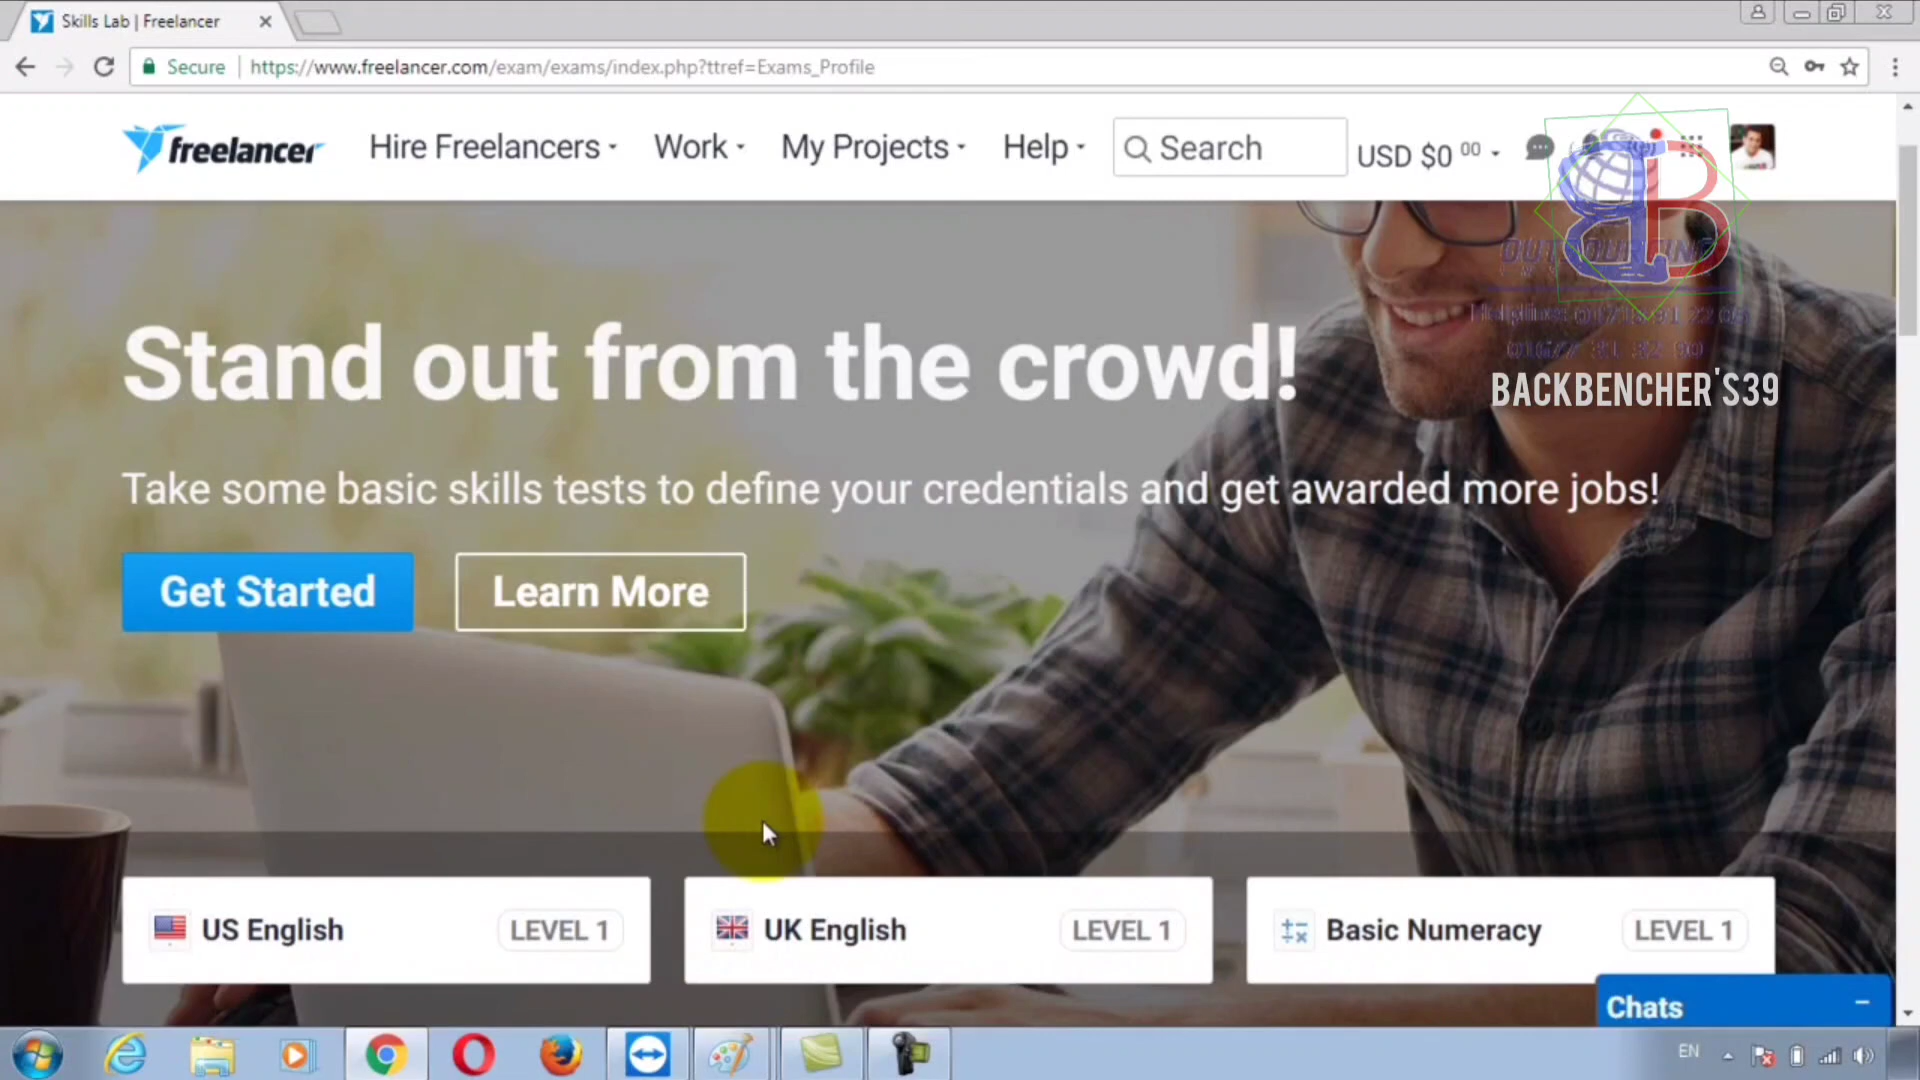 Skills Lab | Freelancer
Secure
https://www.freelancer.com/exam/exams/index.php?ttref=Exams_Profile
freelancer
Hire Freelancers
Work
My Projects
Help
Search
USD $0 00
BB
OUTSOURCING
BACKBENCHER'S39
Stand out from the crowd!
Take some basic skills tests to define your credentials and get awarded more jobs!
Get Started
Learn More
US English
LEVEL 1
UK English
LEVEL 1
Basic Numeracy
LEVEL 1
Chats
EN